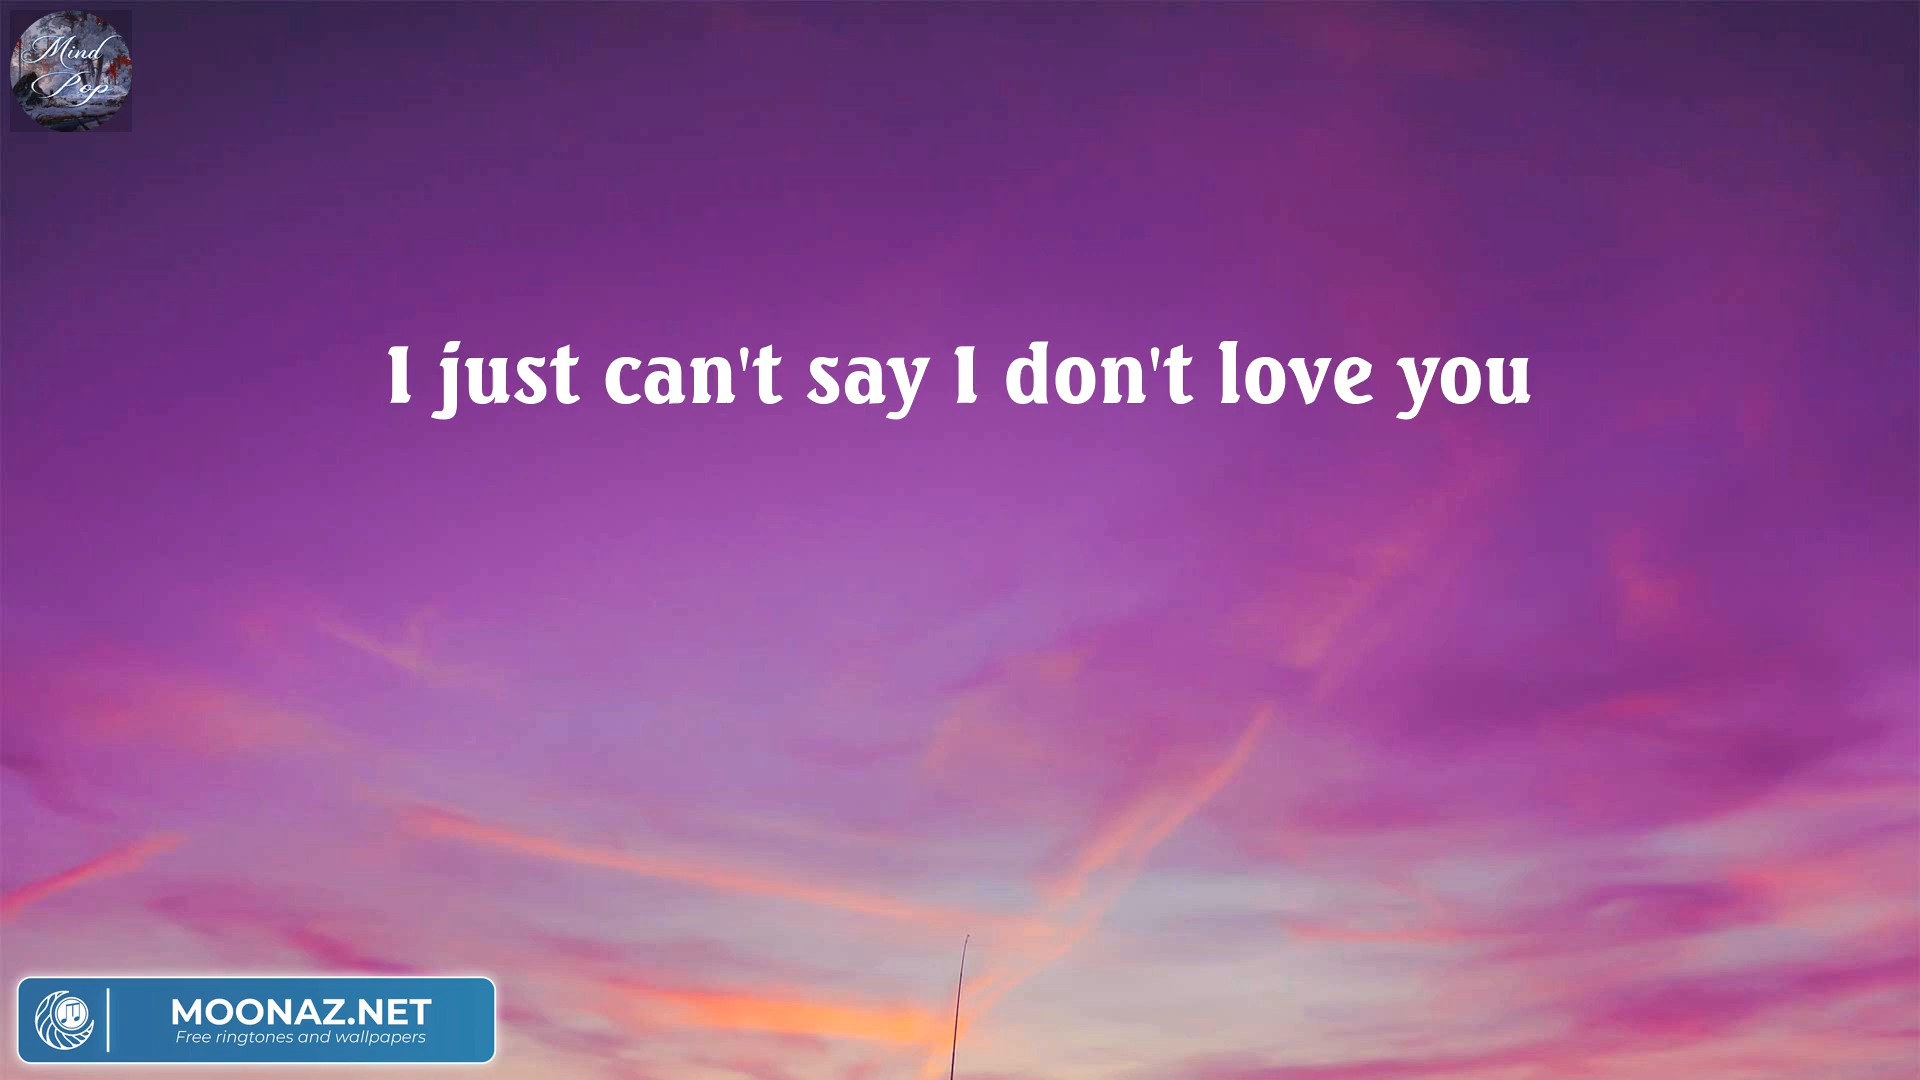 Mind
Pop
I just can't say I don't love you
MOONAZ.NET
Free ringtones and wallpapers